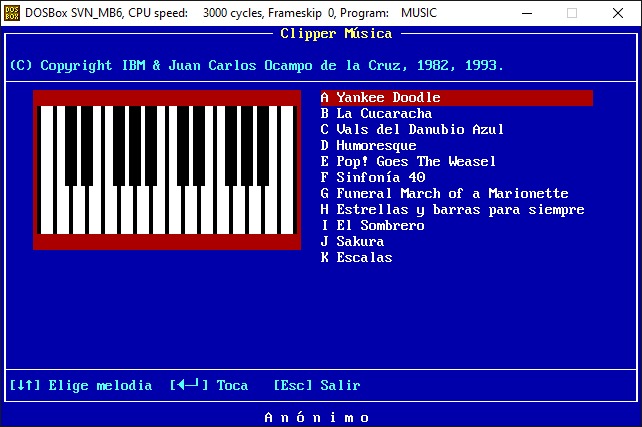 DOSBox SVN_MB6, CPU speed: 3000 cycles, Frameskip 0, Program: MUSIC
Clipper Música
(C) Copyright IBM & Juan Carlos Ocampo de la Cruz, 1982, 1993.
A Yankee Doodle
B La Cucaracha
C Vals del Danubio Azul
D Humoresque
E Pop! Goes The Weasel
F Sinfonía 40
G Funeral March of a Marionette
H Estrellas y barras para siempre
I El Sombrero
J Sakura
K Escalas
[↓↑] Elige melodia [◄─┘] Toca [Esc] Salir
A n ó n i m o